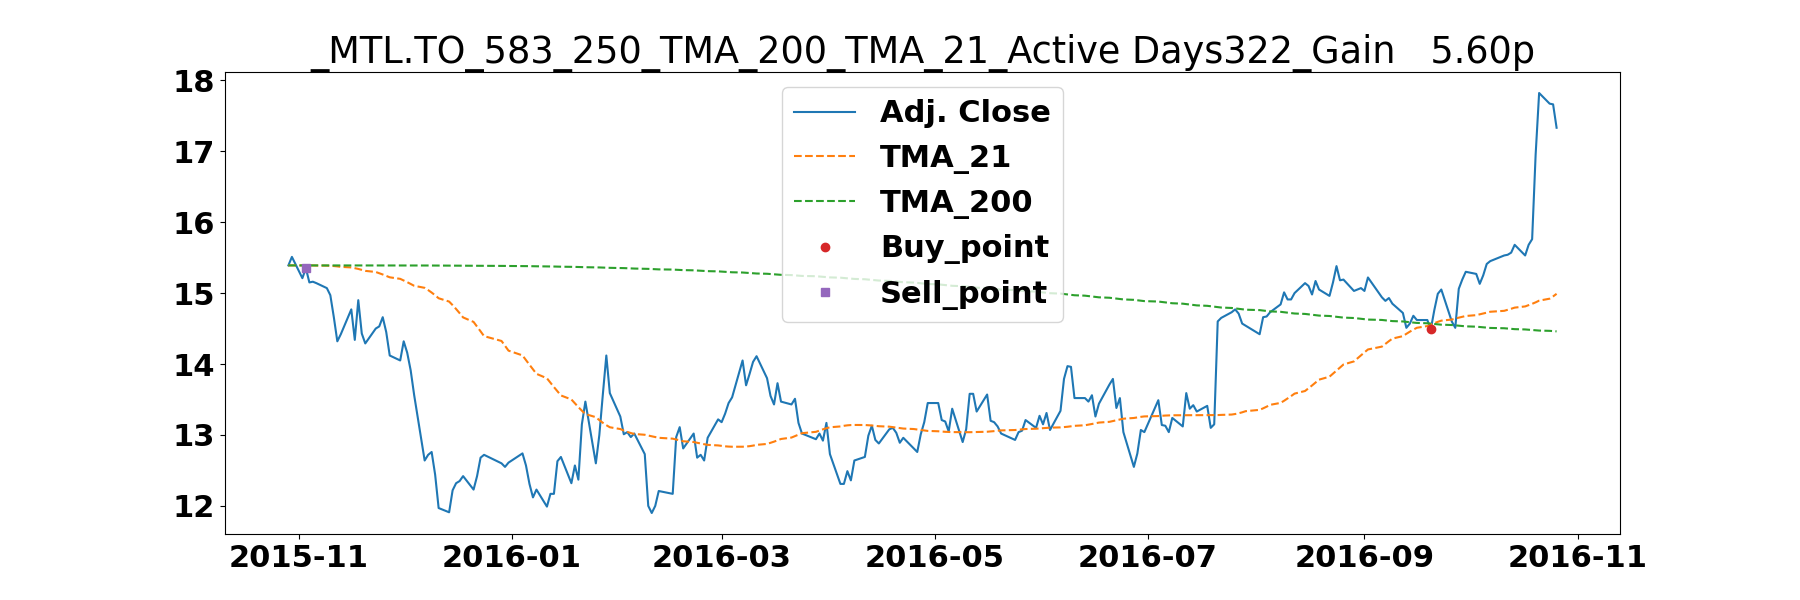 _MTL.TO_583_250_TMA_200_TMA_21_Active Days322_Gain   5.60p
18
17
16
15
14
13
12
Adj. Close
TMA_21
TMA_200
Buy_point
Sell_point
2015-11 2016-01 2016-03 2016-05 2016-07 2016-09 2016-11